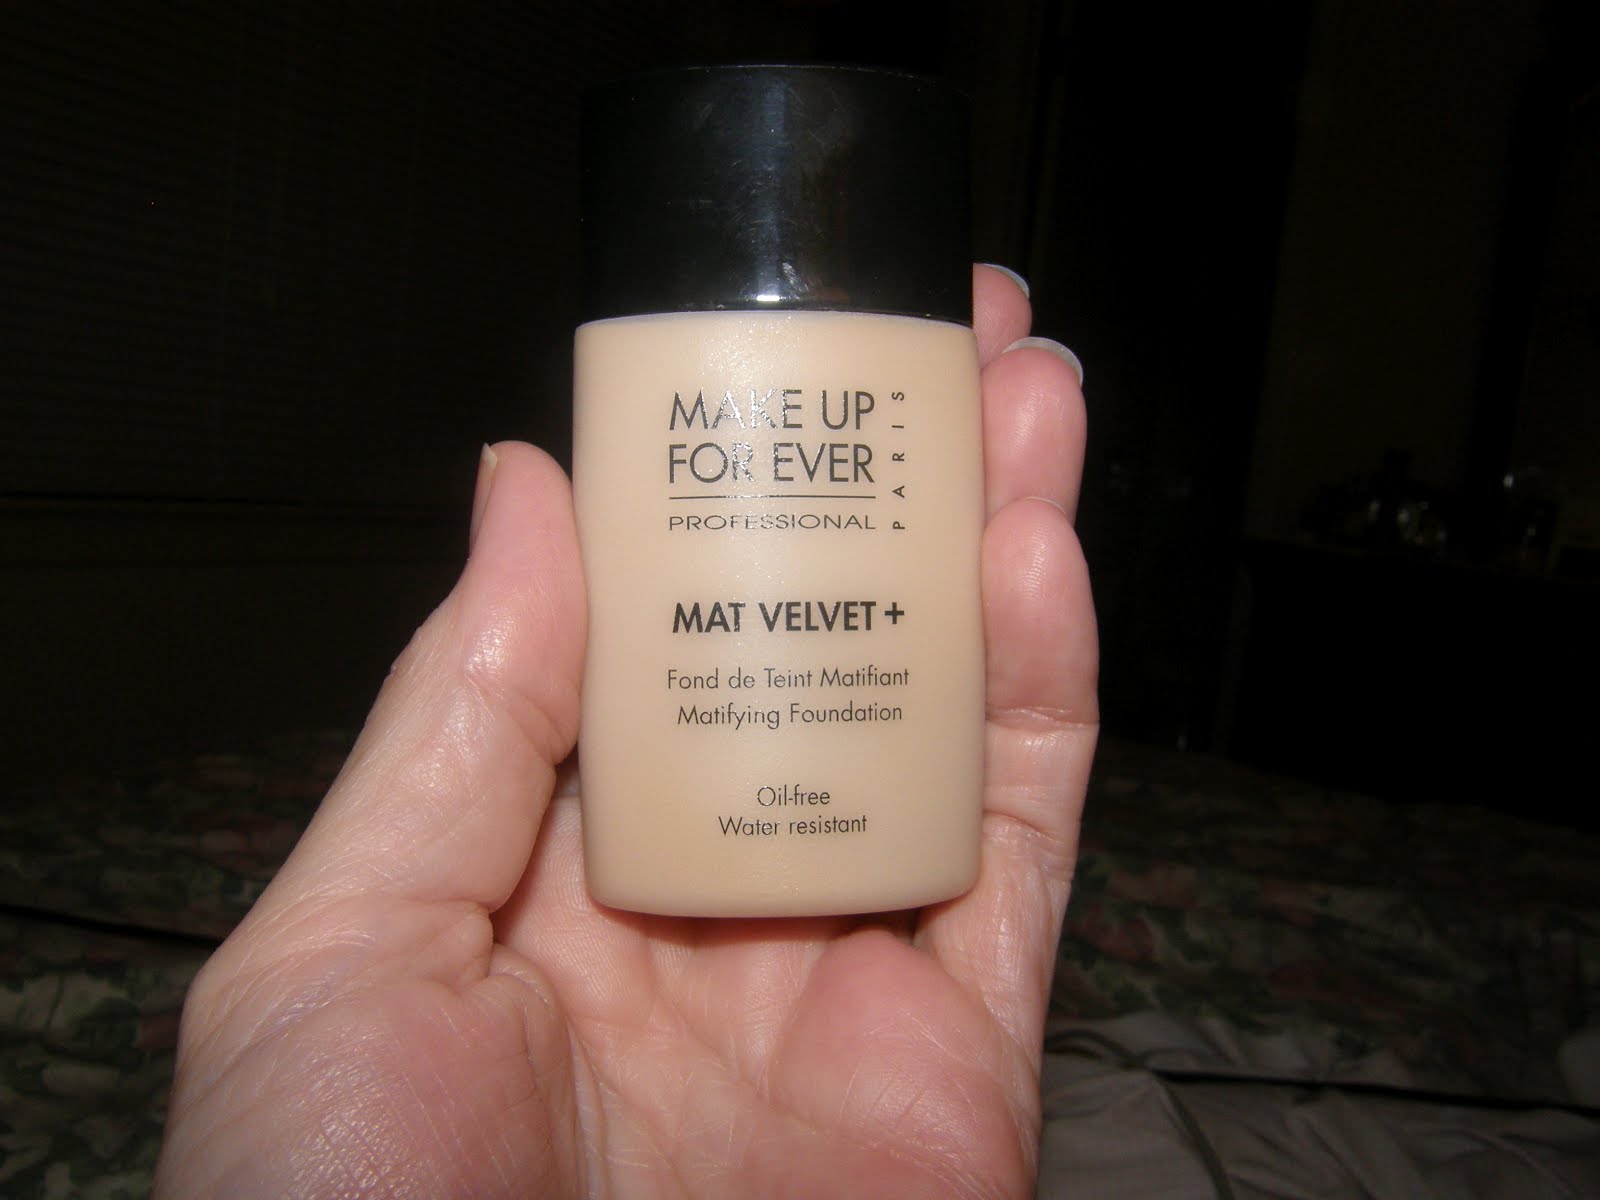 MAKE UP
FOR EVER
PROFESSIONAL
PARIS
MAT VELVET+
Fond de Teint Matifiant
Matifying Foundation
Oil-free
Water resistant